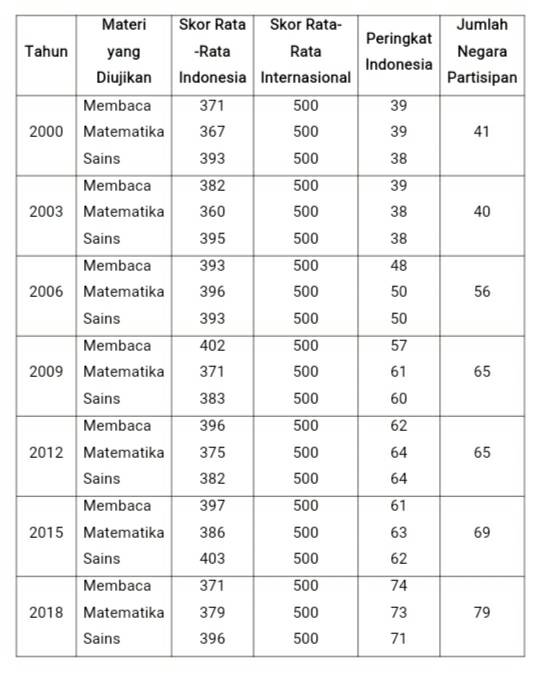 Tahun Materi yang Diujikan Skor Rata -Rata Indonesia Skor Rata- Rata Internasional Peringkat Indonesia Jumlah Negara Partisipan
Membaca 371 500 39
2000 Matematika 367 500 39 41
Sains 393 500 38
Membaca 382 500 39
2003 Matematika 360 500 38 40
Sains 395 500 38
Membaca 393 500 48
2006 Matematika 396 500 50 56
Sains 393 500 50
Membaca 402 500 57
2009 Matematika 371 500 61 65
Sains 383 500 60
Membaca 396 500 62
2012 Matematika 375 500 64 65
Sains 382 500 64
Membaca 397 500 61
2015 Matematika 386 500 63 69
Sains 403 500 62
Membaca 371 500 74
2018 Matematika 379 500 73 79
Sains 396 500 71